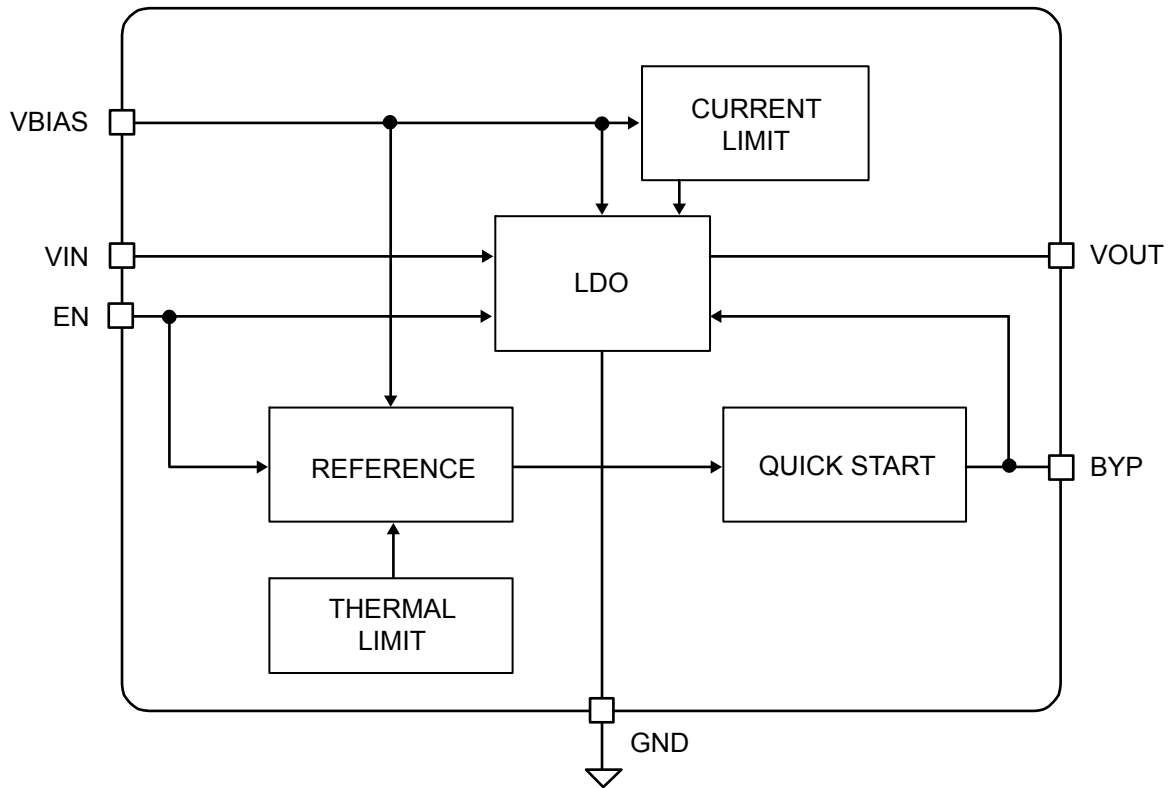 VBIAS
CURRENT
LIMIT
VIN
LDO
VOUT
EN
REFERENCE
QUICK START
BYP
THERMAL
LIMIT
GND